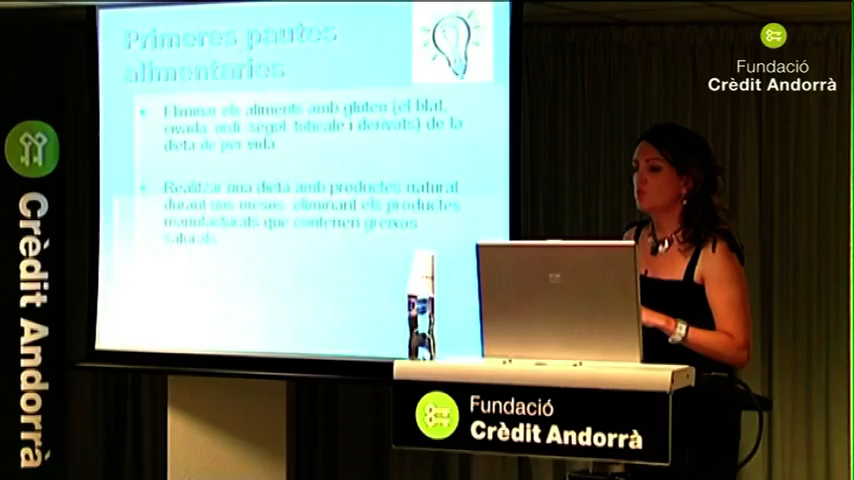 Primeres pautes
alimentaries
Eliminar els aliments amb gluten (el blat,
civada, ordi, sègol, triticale i derivats) de la
dieta de per vida
Realitzar una dieta amb productes natural
durant uns mesos, eliminant els productes
manufacturats que contenen greixos
saturats.
Fundació
Crèdit Andorrà
Crèdit Andorrà
Fundació
Crèdit Andorrà